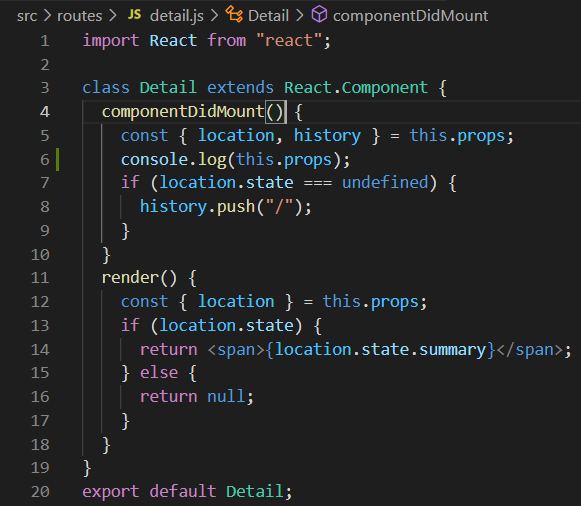 src > routes > JS detail.js > Detail > componentDidMount
1 import React from "react";
2
3 class Detail extends React.Component {
4 componentDidMount() {
5 const { location, history } = this.props;
6 console.log(this.props);
7 if (location.state === undefined) {
8 history.push("/");
9 }
10 }
11 render() {
12 const { location } = this.props;
13 if (location.state) {
14 return <span>{location.state.summary}</span>;
15 } else {
16 return null;
17 }
18 }
19 }
20 export default Detail;